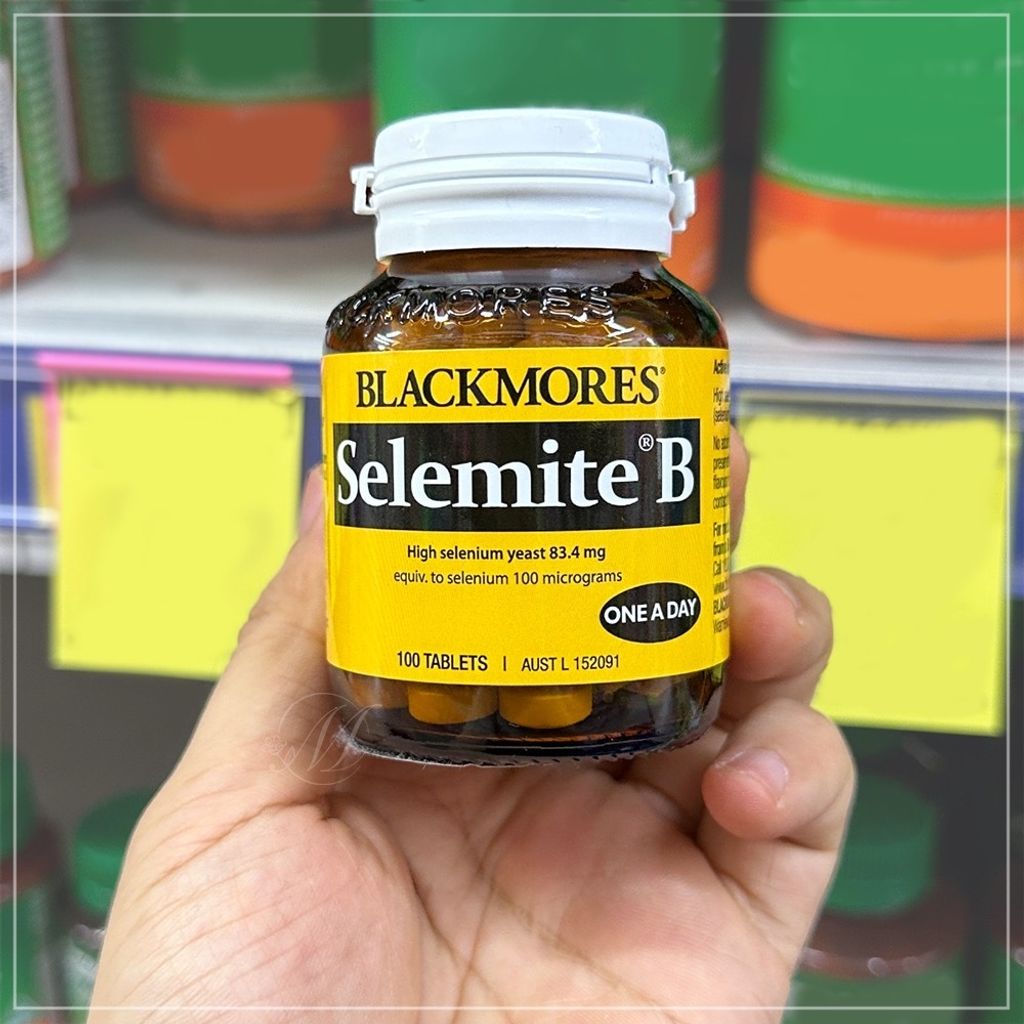 BLACKMORES
BLACKMORES®
Selemite® B
High selenium yeast 83.4 mg
equiv. to selenium 100 micrograms
ONE A DAY
100 TABLETS | AUST L 152091
M